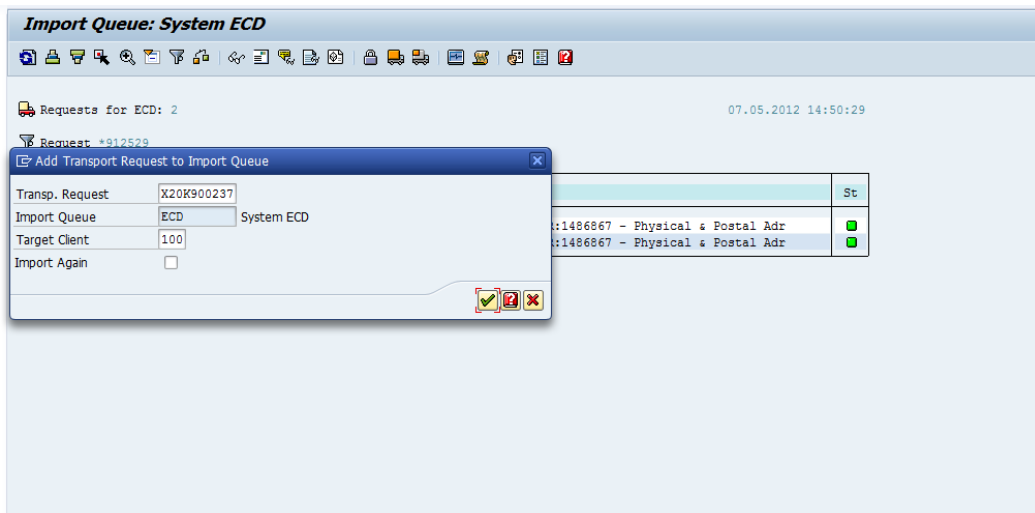 Import Queue: System ECD
Requests for ECD: 2
07.05.2012 14:50:29
Request *912529
Add Transport Request to Import Queue
Transp. Request X20K900237
Import Queue ECD System ECD
Target Client 100
Import Again
St
:1486867 - Physical & Postal Adr
:1486867 - Physical & Postal Adr